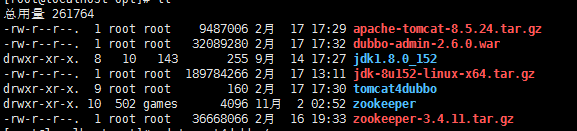 [root@localhost opt]# ll
总用量 261764
-rw-r--r--. 1 root root 9487006 2月 17 17:29 apache-tomcat-8.5.24.tar.gz
-rw-r--r--. 1 root root 32089280 2月 17 17:32 dubbo-admin-2.6.0.war
drwxr-xr-x. 8 10 143 255 9月 14 17:27 jdk1.8.0_152
-rw-r--r--. 1 root root 189784266 2月 17 13:11 jdk-8u152-linux-x64.tar.gz
drwxr-xr-x. 9 root root 160 2月 17 17:30 tomcat4dubbo
drwxr-xr-x. 10 502 games 4096 11月 2 02:52 zookeeper
-rw-r--r--. 1 root root 36668066 2月 16 19:33 zookeeper-3.4.11.tar.gz